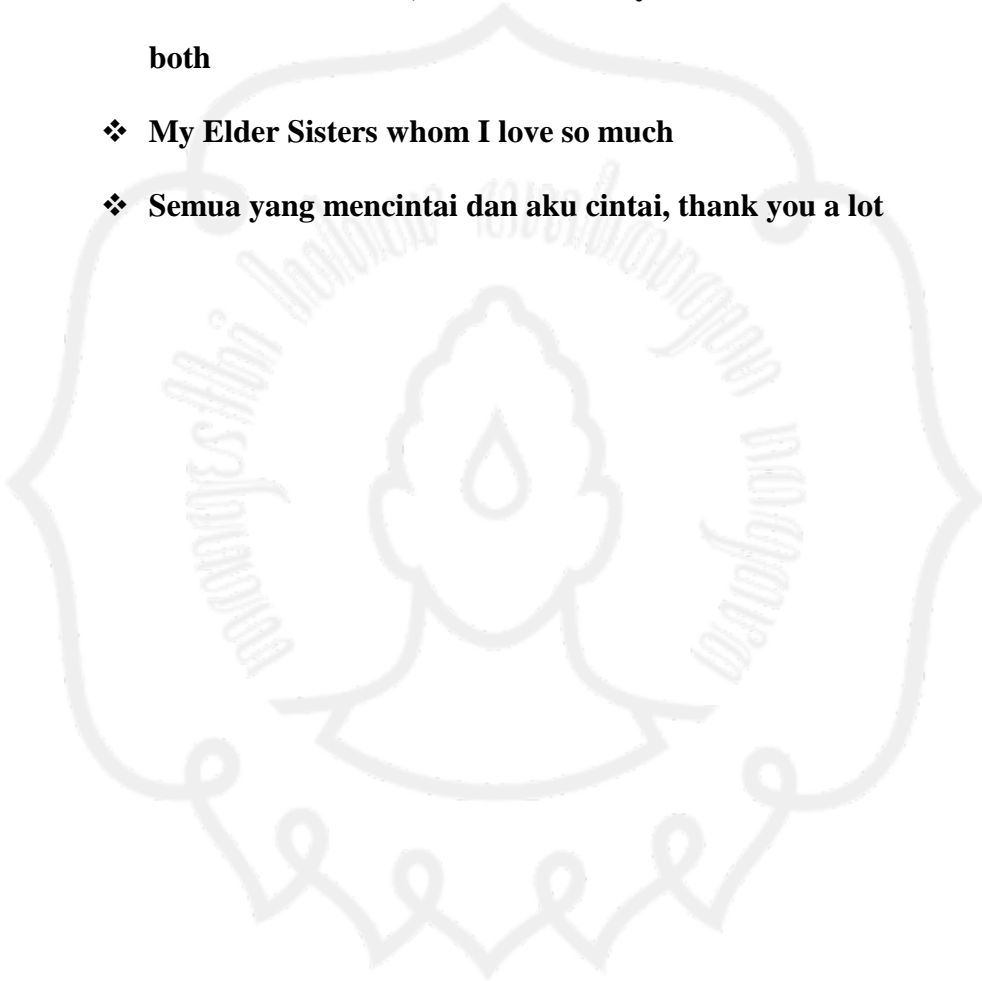 both
❖ My Elder Sisters whom I love so much
❖ Semua yang mencintai dan aku cintai, thank you a lot